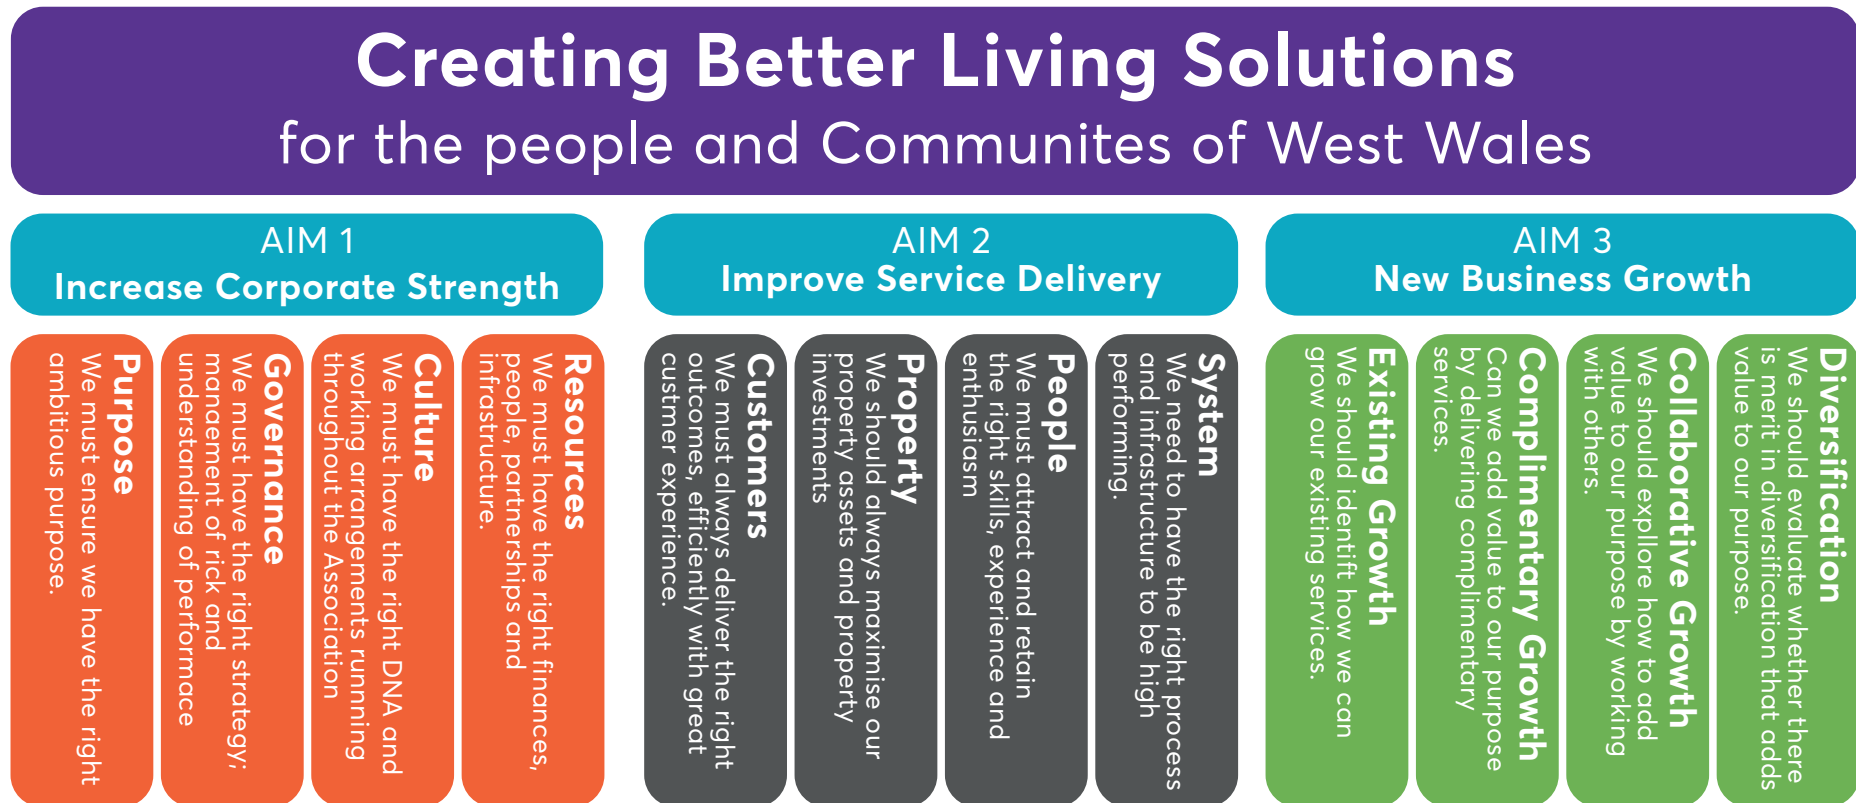 Creating Better Living Solutions
for the people and Communites of West Wales
AIM 1
Increase Corporate Strength
Purpose
We must ensure we have the right
ambitious purpose.
Governance
We must have the right strategy;
manaement of rick and
understanding of performace
Culture
We must have the right DNA and
working arrangements runnning
throughout the Association
Resources
We must have the right finances,
people, partnerships and
infrastructure.
AIM 2
Improve Service Delivery
Customers
We must always deliver the right
outcomes, efficiently with great
custmer experience.
Property
We should always maximise our
property assets and property
investments
People
We must attract and retain
the right skills, experience and
enthusiasm
System
We need to have the right process
and infrastructure to be high
performing.
AIM 3
New Business Growth
Existing Growth
We should identift how we can
grow our existing services.
Complimentary Growth
Can we add value to our purpose
by delivering complimentary
services.
Collaborative Growth
We should expllore how to add
value to our purpose by working
with others.
Diversification
We should evaluate whether there
is merit in diversification that adds
value to our purpose.